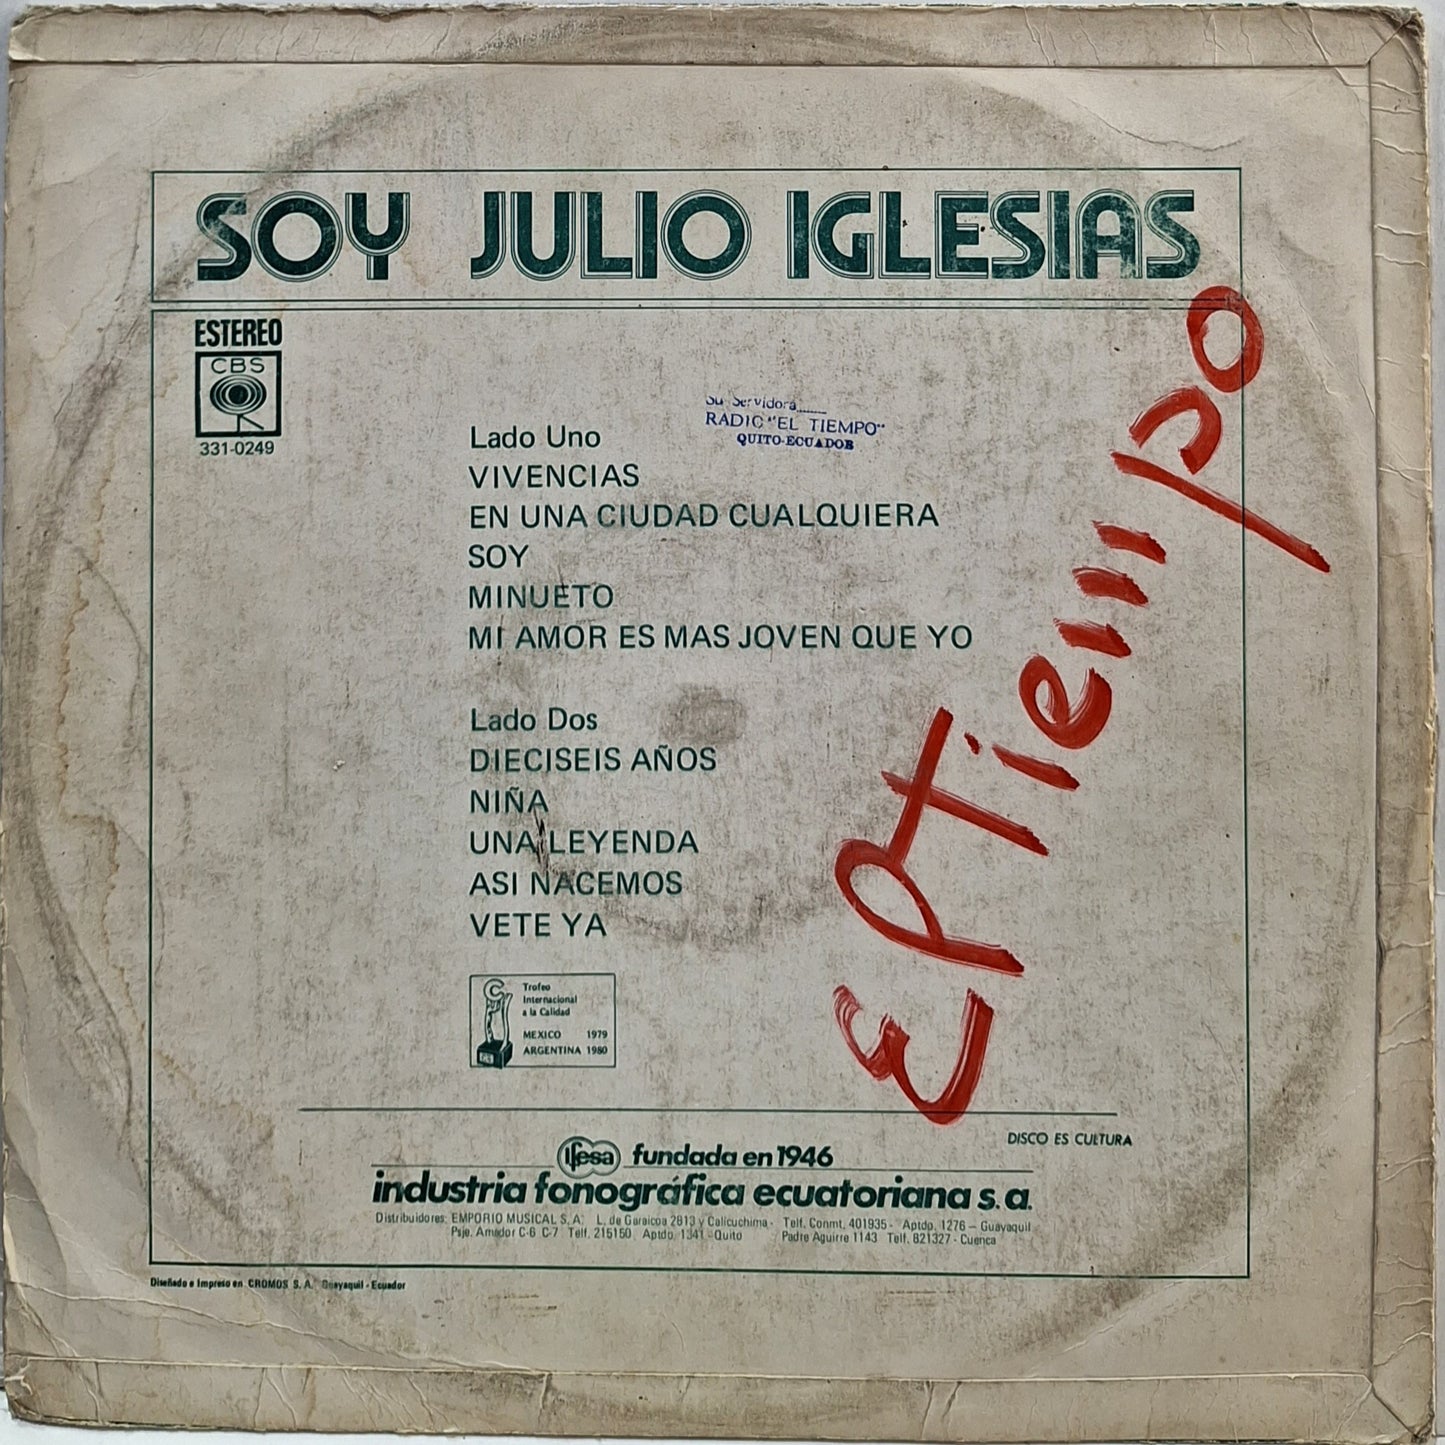 SOY JULIO IGLESIAS
ESTEREO
CBS
331-0249
Su Servidora
RADIO "EL TIEMPO"
QUITO-ECUADOR
Lado Uno
VIVENCIAS
EN UNA CIUDAD CUALQUIERA
SOY
MINUETO
MI AMOR ES MAS JOVEN QUE YO
Lado Dos
DIECISEIS AÑOS
NIÑA
UNA LEYENDA
ASI NACEMOS
VETE YA
Tiempo
Trofeo
Internacional
a la Calidad
MEXICO 1979
ARGENTINA 1980
DISCO ES CULTURA
ifesa fundada en 1946
industria fonográfica ecuatoriana s.a.
Distribuidores: EMPORIO MUSICAL S.A: L. de Garaicoa 2813 y Calicuchima - Telf. Conmt. 401935 - Aptdo. 1276 - Guayaquil
Psje. Amador C-6 C-7 Telf. 215150 Aptdo. 1341 - Quito Padre Aguirre 1143 Telf. 821327 - Cuenca
Diseñado e Impreso en CROMOS S.A. Guayaquil - Ecuador